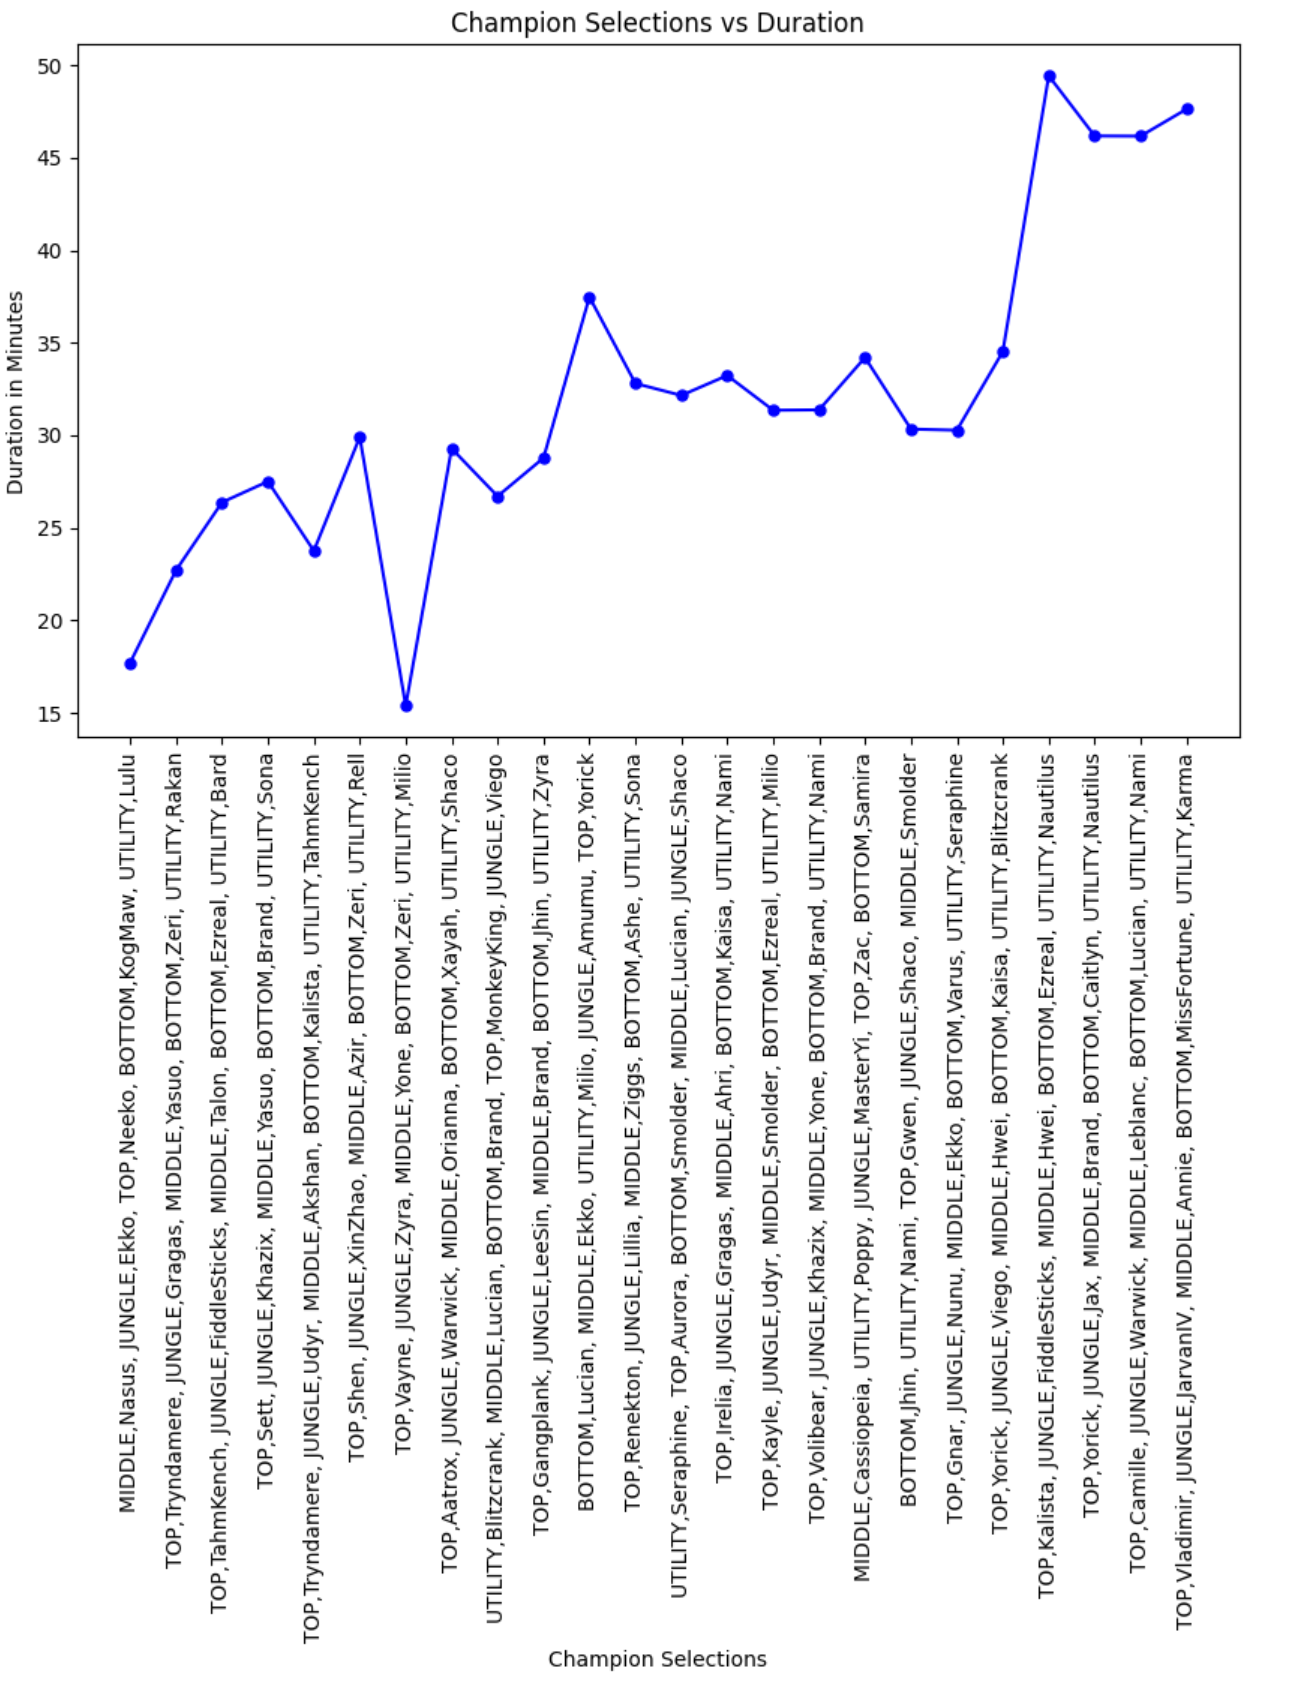 Champion Selections vs Duration
50
45
40
35
30
25
20
15
Duration in Minutes
MIDDLE,Nasus, JUNGLE,Ekko, TOP,Neeko, BOTTOM,KogMaw, UTILITY,Lulu
TOP,Tryndamere, JUNGLE,Gragas, MIDDLE,Yasuo, BOTTOM,Zeri, UTILITY,Rakan
TOP,TahmKench, JUNGLE,FiddleSticks, MIDDLE,Talon, BOTTOM,Ezreal, UTILITY,Bard
TOP,Sett, JUNGLE,Khazix, MIDDLE,Yasuo, BOTTOM,Brand, UTILITY,Sona
TOP,Tryndamere, JUNGLE,Udyr, MIDDLE,Akshan, BOTTOM,Kalista, UTILITY,TahmKench
TOP,Shen, JUNGLE,XinZhao, MIDDLE,Azir, BOTTOM,Zeri, UTILITY,Rell
TOP,Vayne, JUNGLE,Zyra, MIDDLE,Yone, BOTTOM,Zeri, UTILITY,Milio
TOP,Aatrox, JUNGLE,Warwick, MIDDLE,Orianna, BOTTOM,Xayah, UTILITY,Shaco
UTILITY,Blitzcrank, MIDDLE,Lucian, BOTTOM,Brand, TOP,MonkeyKing, JUNGLE,Viego
TOP,Gangplank, JUNGLE,LeeSin, MIDDLE,Brand, BOTTOM,Jhin, UTILITY,Zyra
BOTTOM,Lucian, MIDDLE,Ekko, UTILITY,Milio, JUNGLE,Amumu, TOP,Yorick
TOP,Renekton, JUNGLE,Lillia, MIDDLE,Ziggs, BOTTOM,Ashe, UTILITY,Sona
UTILITY,Seraphine, TOP,Aurora, BOTTOM,Smolder, MIDDLE,Lucian, JUNGLE,Shaco
TOP,Irelia, JUNGLE,Gragas, MIDDLE,Ahri, BOTTOM,Kaisa, UTILITY,Nami
TOP,Kayle, JUNGLE,Udyr, MIDDLE,Smolder, BOTTOM,Ezreal, UTILITY,Milio
TOP,Volibear, JUNGLE,Khazix, MIDDLE,Yone, BOTTOM,Brand, UTILITY,Nami
MIDDLE,Cassiopeia, UTILITY,Poppy, JUNGLE,MasterYi, TOP,Zac, BOTTOM,Samira
BOTTOM,Jhin, UTILITY,Nami, TOP,Gwen, JUNGLE,Shaco, MIDDLE,Smolder
TOP,Gnar, JUNGLE,Nunu, MIDDLE,Ekko, BOTTOM,Varus, UTILITY,Seraphine
TOP,Yorick, JUNGLE,Viego, MIDDLE,Hwei, BOTTOM,Kaisa, UTILITY,Blitzcrank
TOP,Kalista, JUNGLE,FiddleSticks, MIDDLE,Hwei, BOTTOM,Ezreal, UTILITY,Nautilus
TOP,Yorick, JUNGLE,Jax, MIDDLE,Brand, BOTTOM,Caitlyn, UTILITY,Nautilus
TOP,Camille, JUNGLE,Warwick, MIDDLE,Leblanc, BOTTOM,Lucian, UTILITY,Nami
TOP,Vladimir, JUNGLE,JarvanIV, MIDDLE,Annie, BOTTOM,MissFortune, UTILITY,Karma
Champion Selections